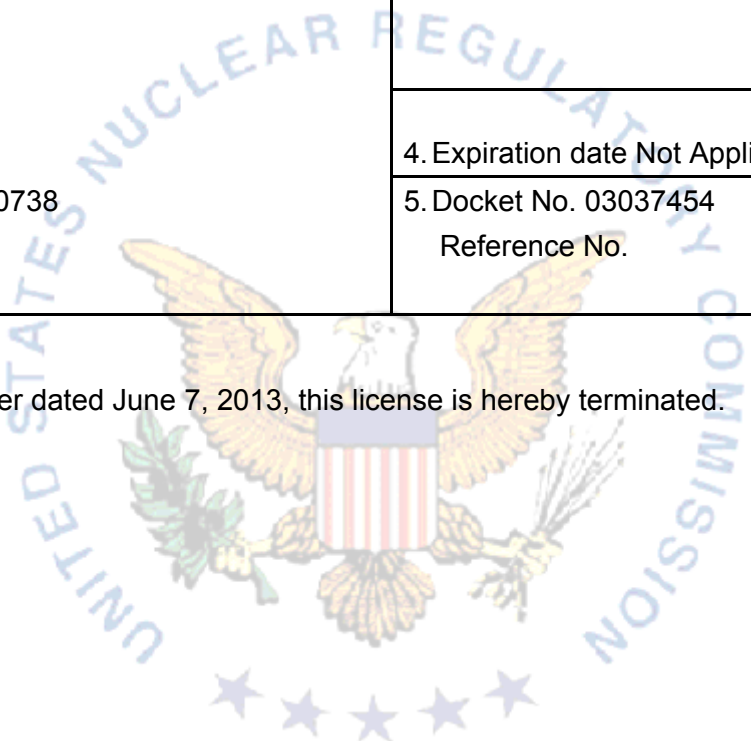 UNITED STATES NUCLEAR REGULATORY COMMISSION
4. Expiration date Not Appli
0738
5. Docket No. 03037454
Reference No.
er dated June 7, 2013, this license is hereby terminated.